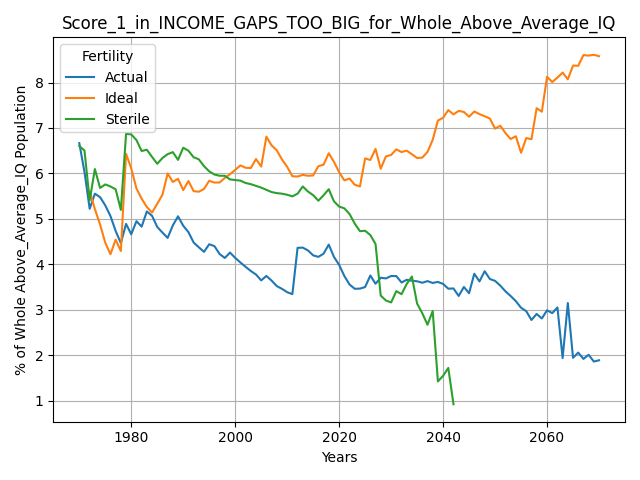 Score_1_in_INCOME_GAPS_TOO_BIG_for_Whole_Above_Average_IQ
Fertility
Actual
Ideal
Sterile
% of Whole Above_Average_IQ Population
8
7
6
5
4
3
2
1
1980 2000 2020 2040 2060
Years